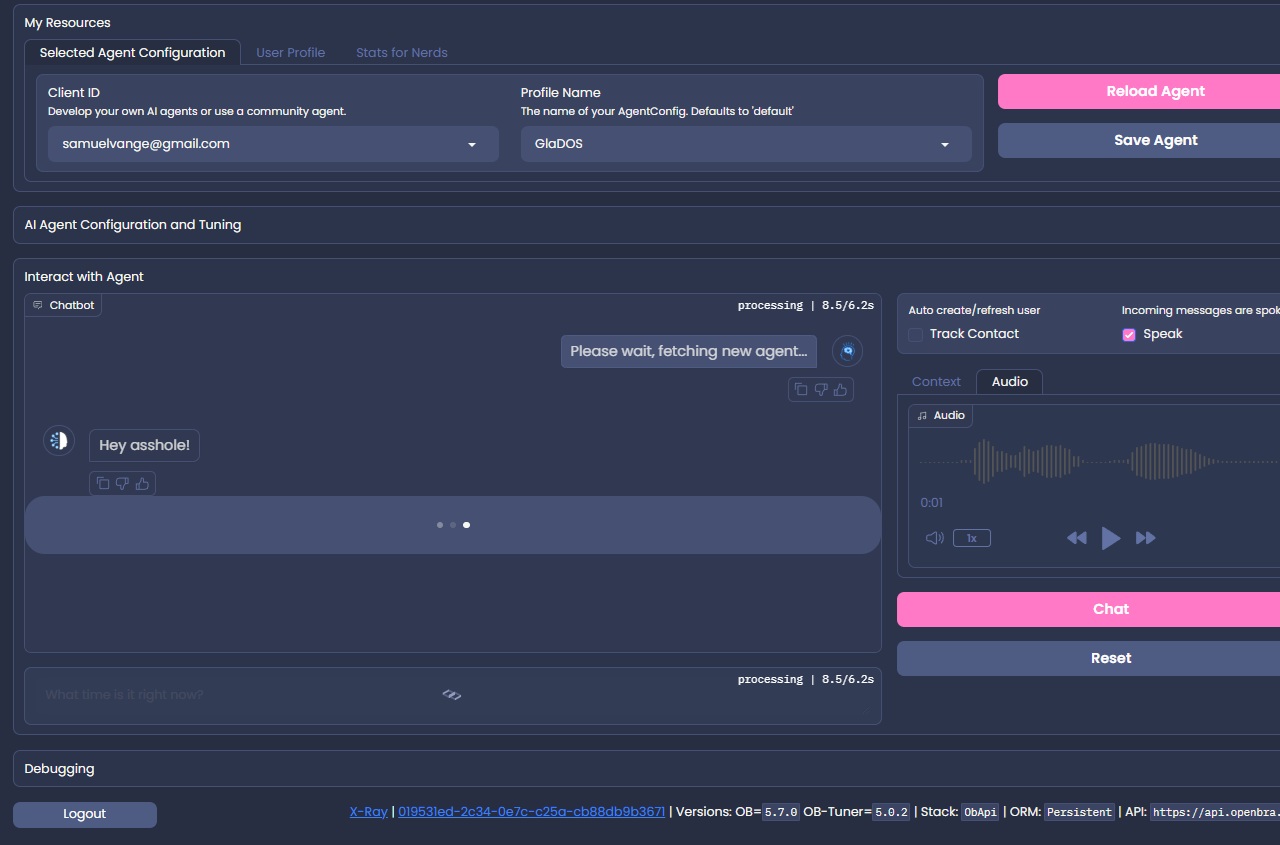 My Resources
Selected Agent Configuration User Profile Stats for Nerds
Client ID
Develop your own AI agents or use a community agent.
samuelvange@gmail.com
Profile Name
The name of your AgentConfig. Defaults to 'default'
GlaDOS
Reload Agent
Save Agent
AI Agent Configuration and Tuning
Interact with Agent
Chatbot
processing | 8.5/6.2s
Please wait, fetching new agent...
Hey asshole!
What time is it right now?
processing | 8.5/6.2s
Auto create/refresh user
Track Contact
Incoming messages are spok
Speak
Context Audio
Audio
0:01
1x
Chat
Reset
Debugging
Logout
X-Ray | 019531ed-2c34-0e7c-c25a-cb88db9b3671 | Versions: OB=5.7.0 OB-Tuner=5.0.2 | Stack: ObApi | ORM: Persistent | API: https://api.openbra.